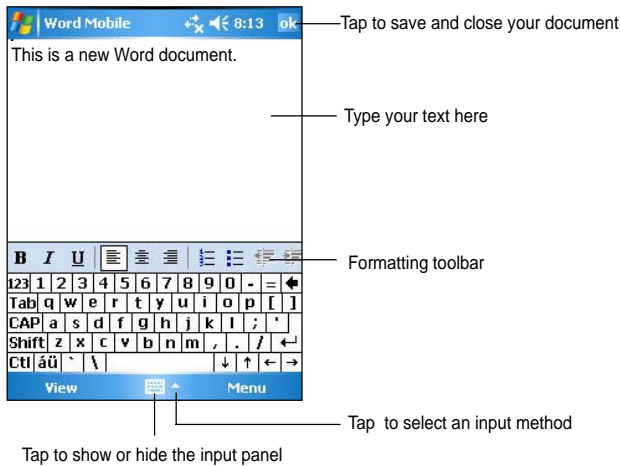 Word Mobile 8:13 ok
Tap to save and close your document
This is a new Word document.
Type your text here
B I U
Formatting toolbar
123 1 2 3 4 5 6 7 8 9 0 - =
Tab q w e r t y u i o p [ ]
CAP a s d f g h j k l ; '
Shift z x c v b n m , . /
Ctl áü ` \
View Menu
Tap to select an input method
Tap to show or hide the input panel